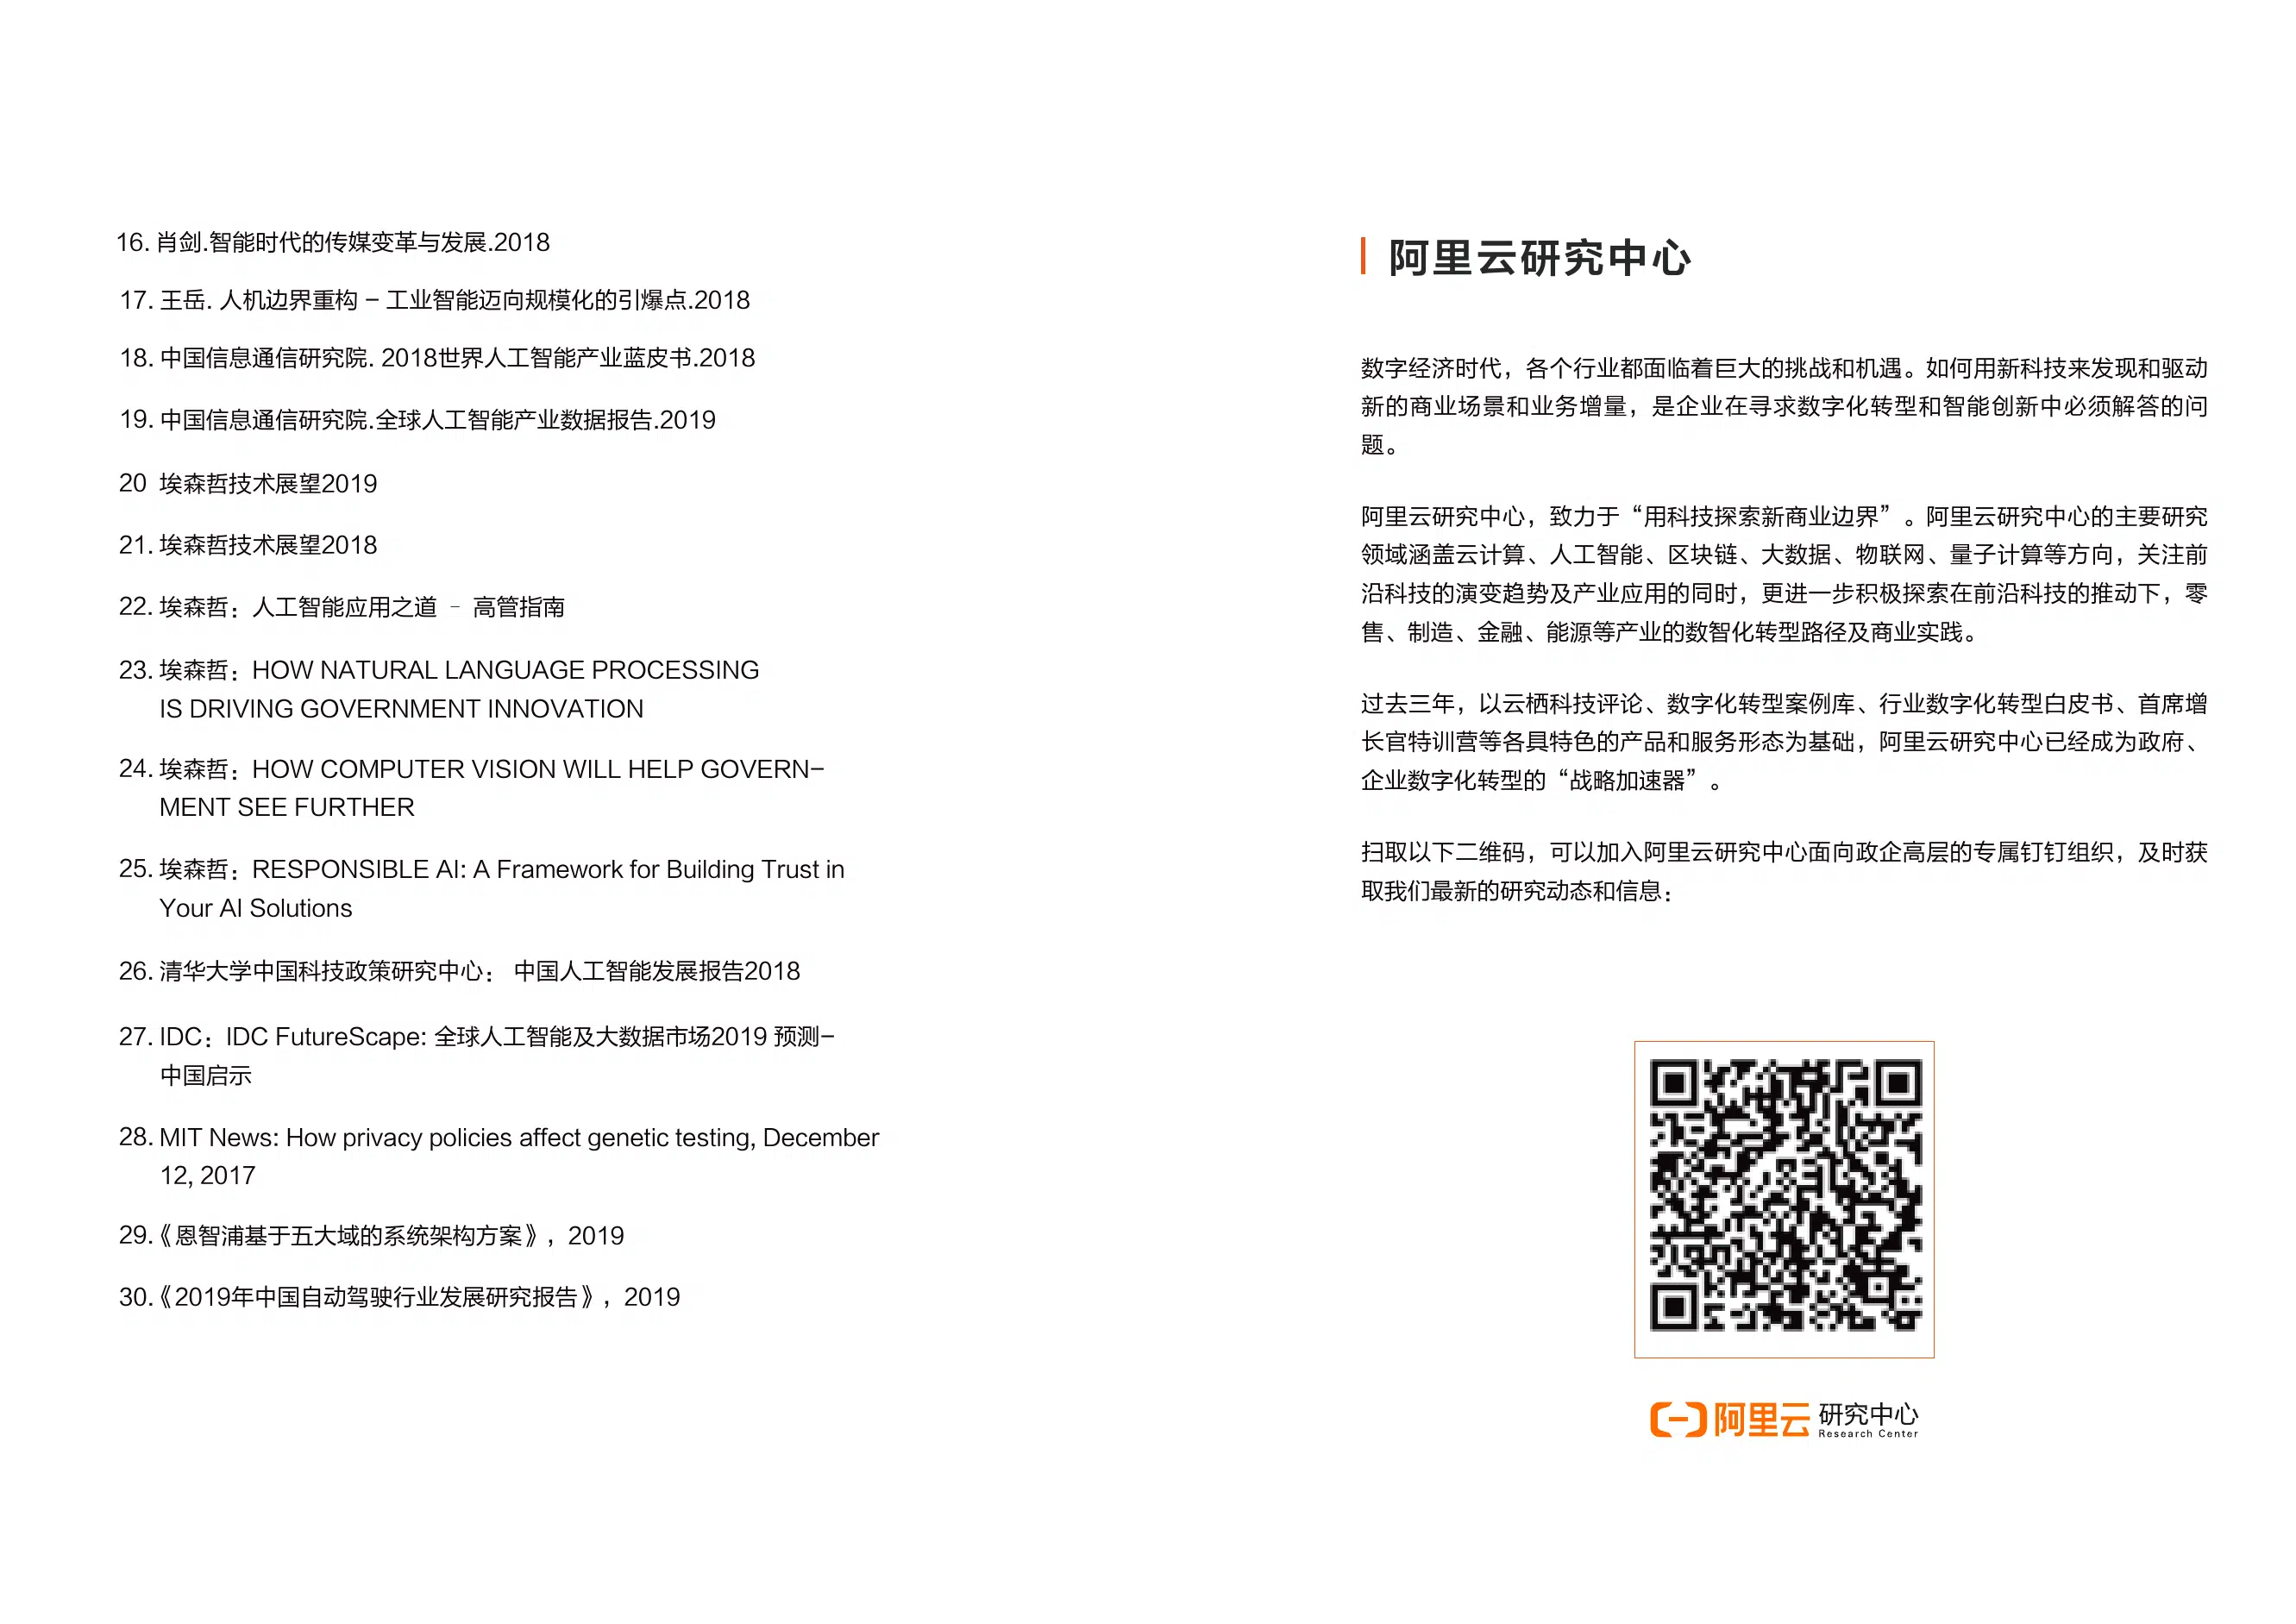 16. 肖剑.智能时代的传媒变革与发展.2018
17. 王岳. 人机边界重构 – 工业智能迈向规模化的引爆点.2018
18. 中国信息通信研究院. 2018世界人工智能产业蓝皮书.2018
19. 中国信息通信研究院.全球人工智能产业数据报告.2019
20 埃森哲技术展望2019
21. 埃森哲技术展望2018
22. 埃森哲：人工智能应用之道 – 高管指南
23. 埃森哲：HOW NATURAL LANGUAGE PROCESSING
IS DRIVING GOVERNMENT INNOVATION
24. 埃森哲：HOW COMPUTER VISION WILL HELP GOVERN–
MENT SEE FURTHER
25. 埃森哲：RESPONSIBLE AI: A Framework for Building Trust in
Your AI Solutions
26. 清华大学中国科技政策研究中心： 中国人工智能发展报告2018
27. IDC：IDC FutureScape: 全球人工智能及大数据市场2019 预测–
中国启示
28. MIT News: How privacy policies affect genetic testing, December
12, 2017
29.《恩智浦基于五大域的系统架构方案》，2019
30.《2019年中国自动驾驶行业发展研究报告》，2019
阿里云研究中心
数字经济时代，各个行业都面临着巨大的挑战和机遇。如何用新科技来发现和驱动
新的商业场景和业务增量，是企业在寻求数字化转型和智能创新中必须解答的问
题。
阿里云研究中心，致力于“用科技探索新商业边界”。阿里云研究中心的主要研究
领域涵盖云计算、人工智能、区块链、大数据、物联网、量子计算等方向，关注前
沿科技的演变趋势及产业应用的同时，更进一步积极探索在前沿科技的推动下，零
售、制造、金融、能源等产业的数智化转型路径及商业实践。
过去三年，以云栖科技评论、数字化转型案例库、行业数字化转型白皮书、首席增
长官特训营等各具特色的产品和服务形态为基础，阿里云研究中心已经成为政府、
企业数字化转型的“战略加速器”。
扫取以下二维码，可以加入阿里云研究中心面向政企高层的专属钉钉组织，及时获
取我们最新的研究动态和信息：
阿里云 研究中心
Research Center